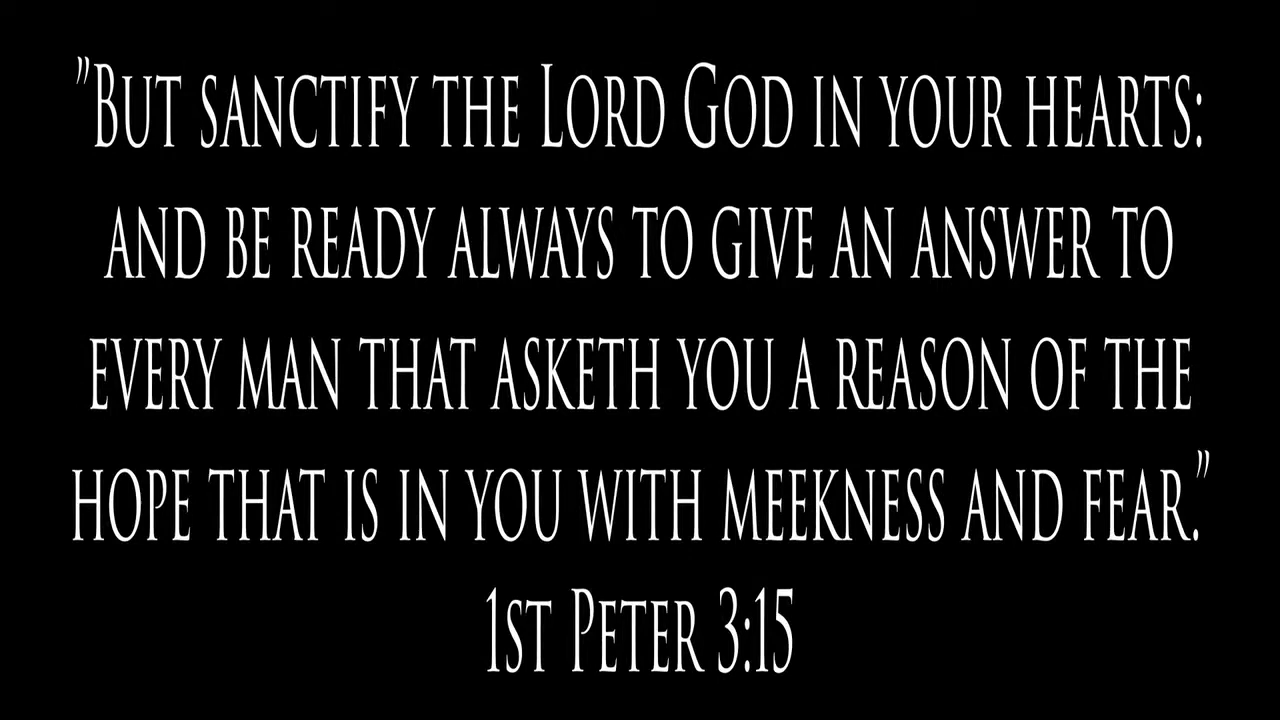 "But sanctify the Lord God in your hearts:
and be ready always to give an answer to
every man that asketh you a reason of the
hope that is in you with meekness and fear."
1st Peter 3:15